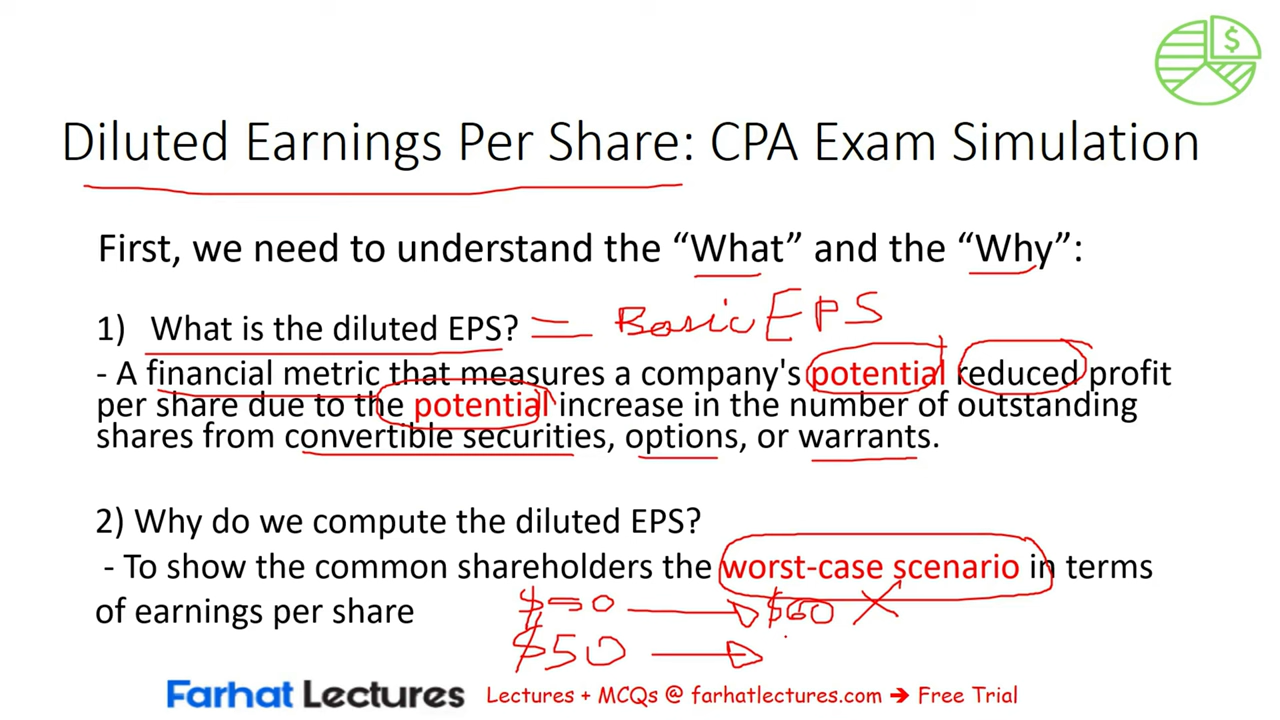 $
Diluted Earnings Per Share: CPA Exam Simulation
First, we need to understand the “What” and the “Why”:
1) What is the diluted EPS? = Basic EPS
- A financial metric that measures a company's potential reduced profit
per share due to the potential increase in the number of outstanding
shares from convertible securities, options, or warrants.
2) Why do we compute the diluted EPS?
- To show the common shareholders the worst-case scenario in terms
of earnings per share
$50 $60
$50
Farhat Lectures Lectures + MCQs @ farhatlectures.com ➔ Free Trial